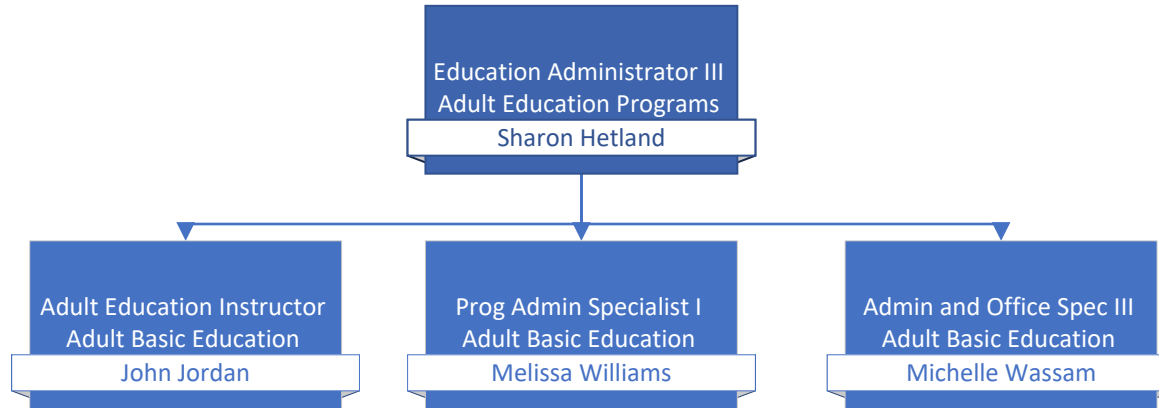 Education Administrator III
Adult Education Programs
Sharon Hetland
Adult Education Instructor
Adult Basic Education
John Jordan
Prog Admin Specialist I
Adult Basic Education
Melissa Williams
Admin and Office Spec III
Adult Basic Education
Michelle Wassam